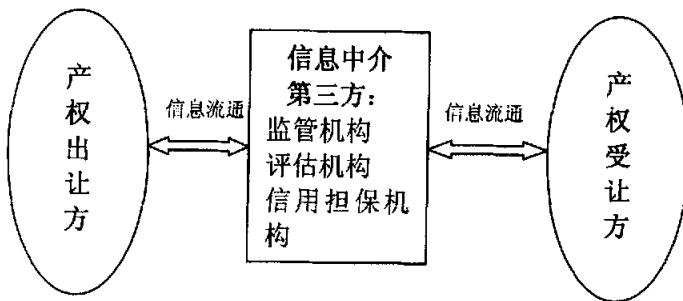 产权出让方
信息流通
信息中介
第三方：
监管机构
评估机构
信用担保机
构
信息流通
产权受让方